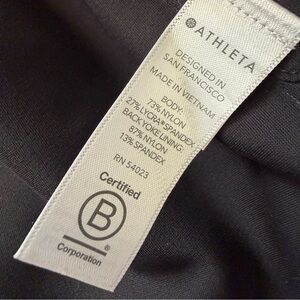 ATHLETA
DESIGNED IN
SAN FRANCISCO
MADE IN VIETNAM
BODY:
73% NYLON
27% LYCRA® SPANDEX
BACK YOKE LINING:
87% NYLON
13% SPANDEX
RN 54023
Certified
B
®
Corporation